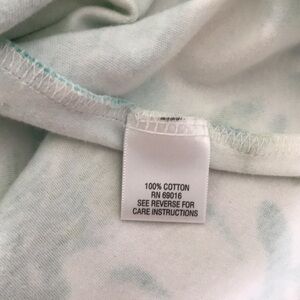 100% COTTON
RN 69016
SEE REVERSE FOR
CARE INSTRUCTIONS